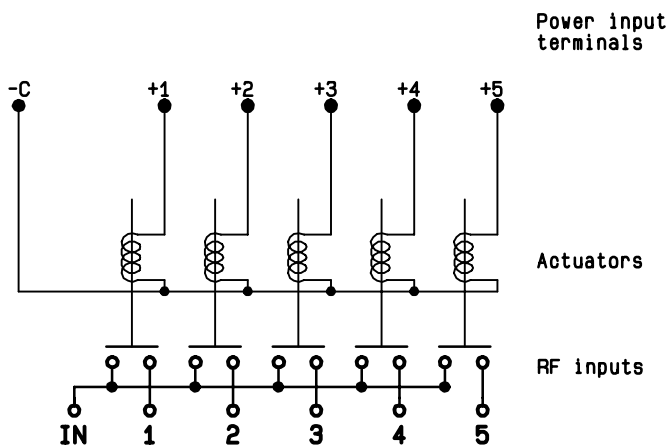 Power input
terminals
-C +1 +2 +3 +4 +5
Actuators
RF inputs
IN 1 2 3 4 5